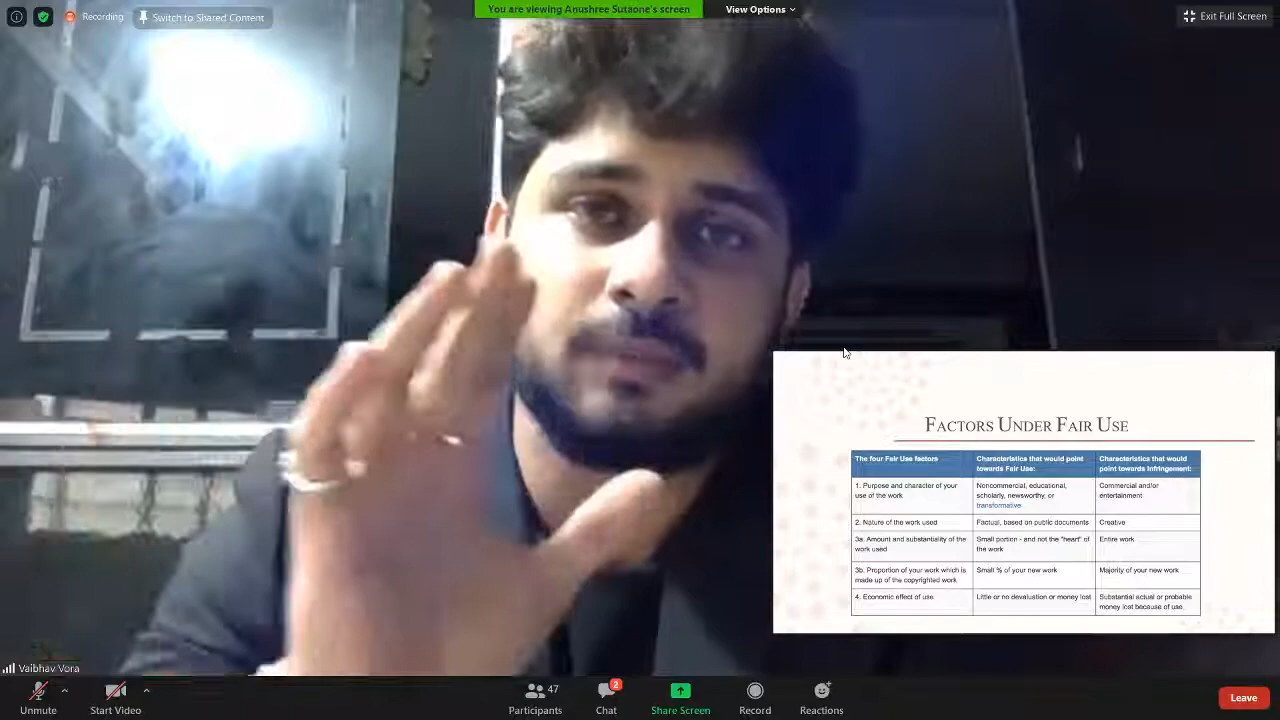 Recording
Switch to Shared Content
You are viewing Anushree Sutaone's screen
View Options
Exit Full Screen
FACTORS UNDER FAIR USE
The four Fair Use factors
Characteristics that would point
towards Fair Use:
Characteristics that would
point towards Infringement:
1. Purpose and character of your
use of the work
Noncommercial, educational,
scholarly, newsworthy, or
transformative
Commercial and/or
entertainment
2. Nature of the work used
Factual, based on public documents
Creative
3a. Amount and substantiality of the
work used
Small portion - and not the "heart" of
the work
Entire work
3b. Proportion of your work which is
made up of the copyrighted work
Small % of your new work
Majority of your new work
4. Economic effect of use
Little or no devaluation or money lost
Substantial actual or probable
money lost because of use
Vaibhav Vora
Unmute
Start Video
47
Participants
2
Chat
Share Screen
Record
Reactions
Leave